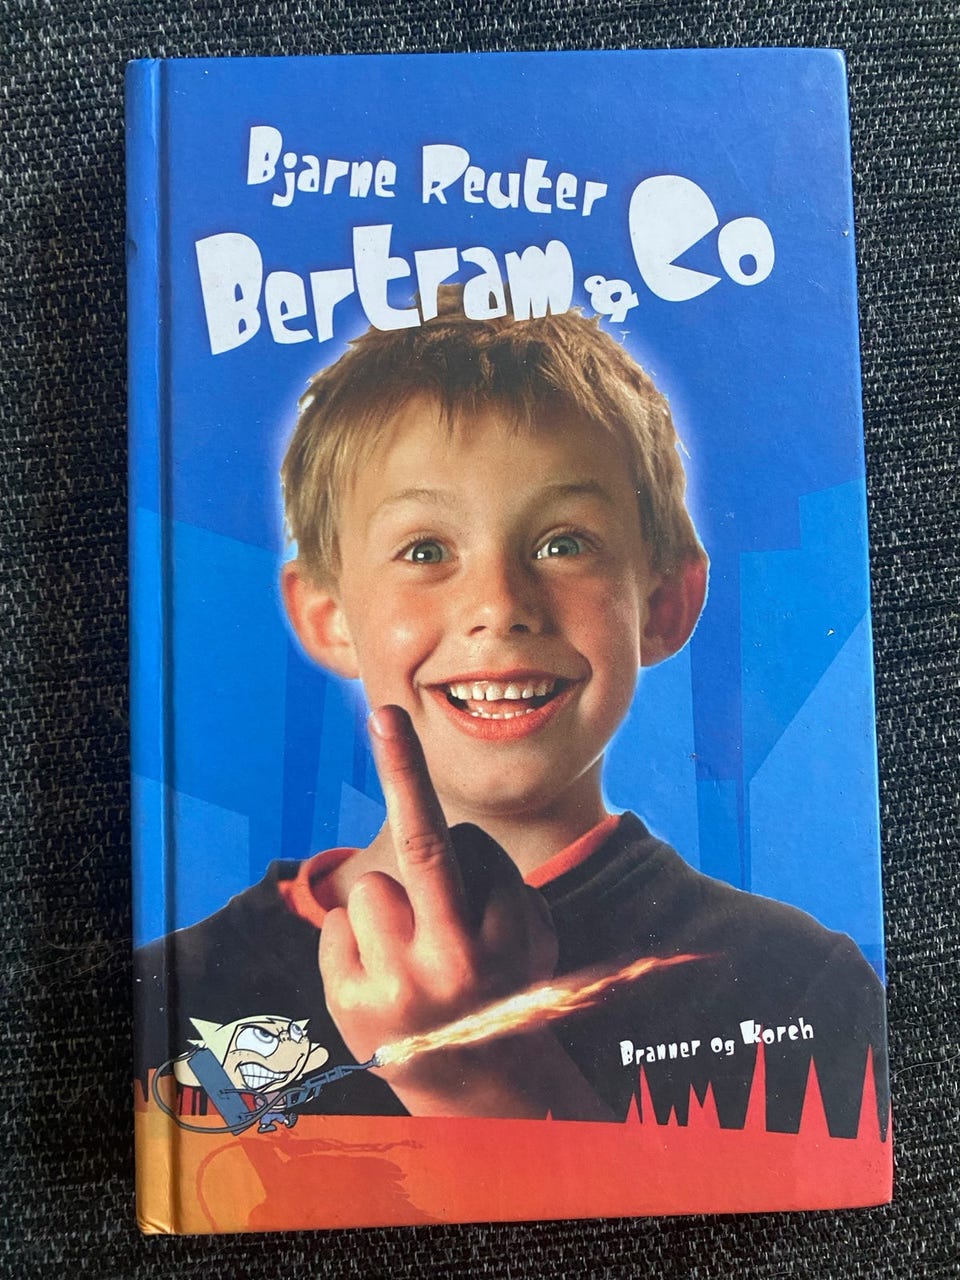 Bjarne Reuter
Bertram & Co
Branner og Korch